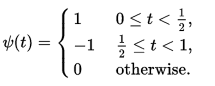 ψ(t) = { 1 0 ≤ t < 1/2,
−1 1/2 ≤ t < 1,
0 otherwise.